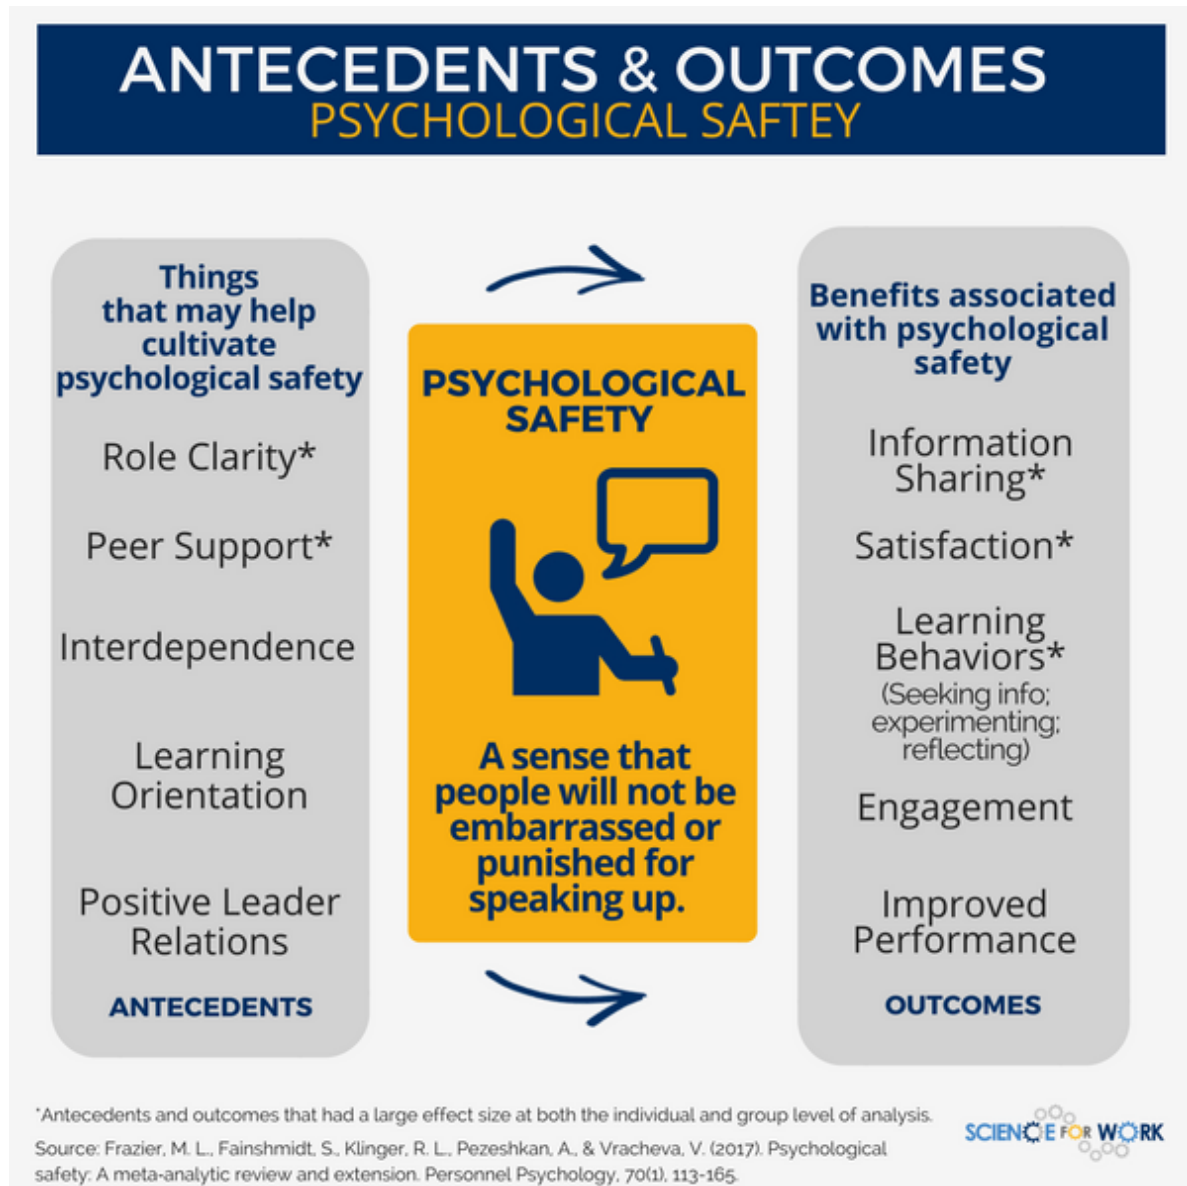 ANTECEDENTS & OUTCOMES
PSYCHOLOGICAL SAFTEY
Things
that may help
cultivate
psychological safety
Role Clarity*
Peer Support*
Interdependence
Learning
Orientation
Positive Leader
Relations
ANTECEDENTS
PSYCHOLOGICAL
SAFETY
A sense that
people will not be
embarrassed or
punished for
speaking up.
Benefits associated
with psychological
safety
Information
Sharing*
Satisfaction*
Learning
Behaviors*
(Seeking info;
experimenting;
reflecting)
Engagement
Improved
Performance
OUTCOMES
*Antecedents and outcomes that had a large effect size at both the individual and group level of analysis.
Source: Frazier, M. L., Fainshmidt, S., Klinger, R. L., Pezeshkan, A., & Vracheva, V. (2017). Psychological
safety: A meta-analytic review and extension. Personnel Psychology, 70(1), 113-165.
SCIENCE FOR WORK